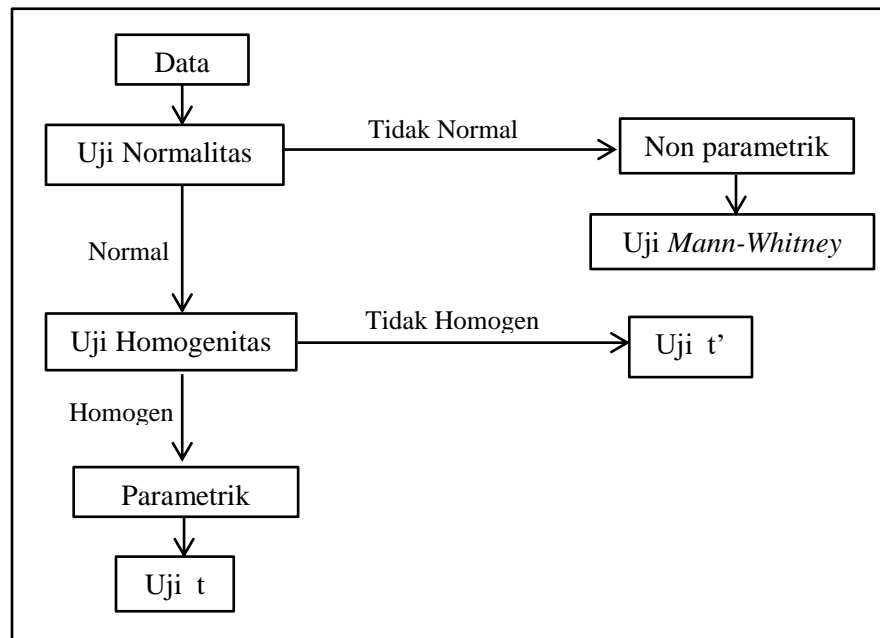 Data
Tidak Normal
Uji Normalitas
Non parametrik
Uji Mann-Whitney
Normal
Tidak Homogen
Uji Homogenitas
Uji t’
Homogen
Parametrik
Uji t